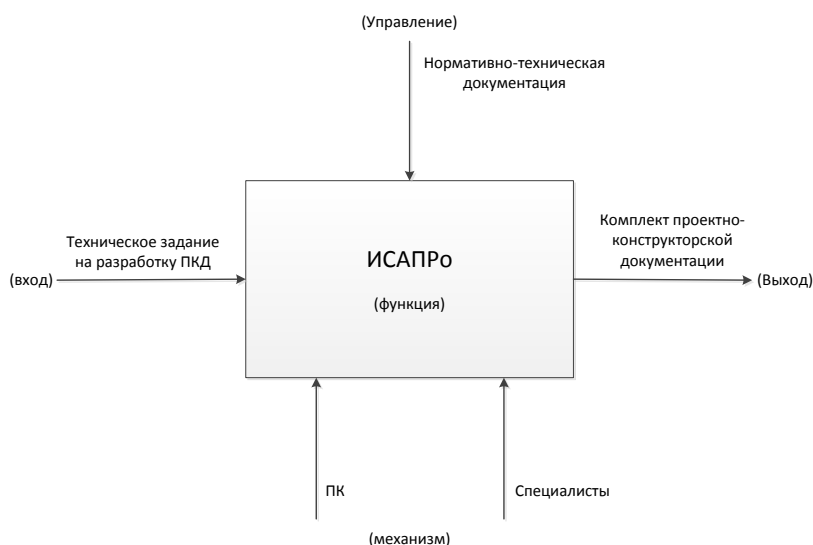 (Управление)
Нормативно-техническая
документация
Техническое задание
на разработку ПКД
(вход)
ИСАПРо
(функция)
Комплект проектно-
конструкторской
документации
(Выход)
ПК
Специалисты
(механизм)